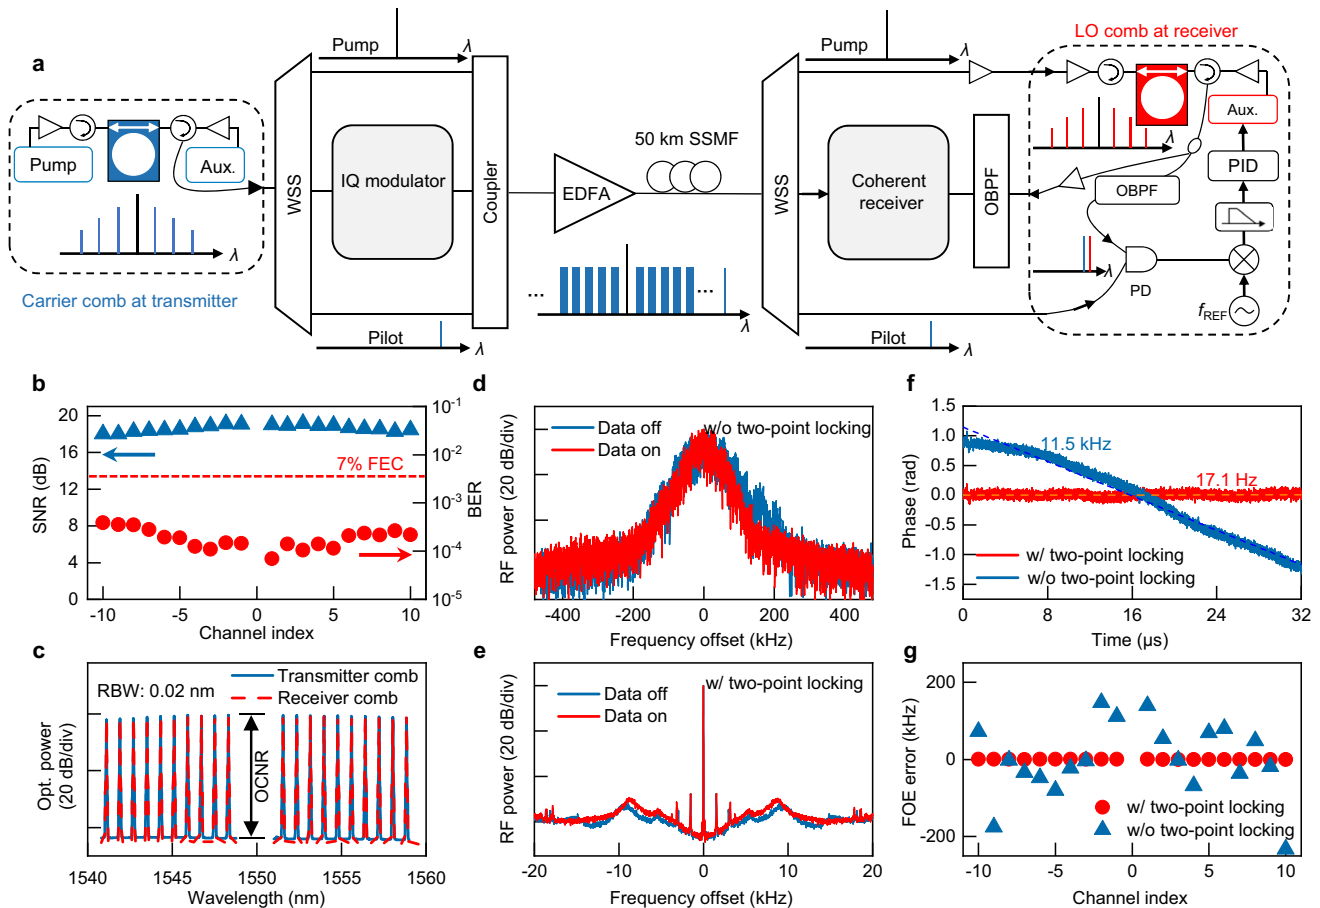 a
Pump
λ
Pump
λ
LO comb at receiver
Pump
Aux.
λ
Carrier comb at transmitter
WSS
IQ modulator
Coupler
EDFA
50 km SSMF
...
...
λ
Pilot
λ
WSS
Coherent
receiver
OBPF
Pilot
λ
λ
OBPF
λ
PD
Aux.
PID
fREF
b
SNR (dB)
20
16
12
8
4
0
7% FEC
10-1
10-2
10-3
10-4
10-5
BER
-10
-5
0
5
10
Channel index
c
RBW: 0.02 nm
Transmitter comb
Receiver comb
OCNR
Opt. power
(20 dB/div)
1540
1545
1550
1555
1560
Wavelength (nm)
d
RF power (20 dB/div)
Data off
Data on
w/o two-point locking
-400
-200
0
200
400
Frequency offset (kHz)
e
RF power (20 dB/div)
Data off
Data on
w/ two-point locking
-20
-10
0
10
20
Frequency offset (kHz)
f
Phase (rad)
1.5
1.0
0.5
0.0
-0.5
-1.0
-1.5
11.5 kHz
17.1 Hz
w/ two-point locking
w/o two-point locking
0
8
16
24
32
Time (μs)
g
FOE error (kHz)
200
0
-200
w/ two-point locking
w/o two-point locking
-10
-5
0
5
10
Channel index